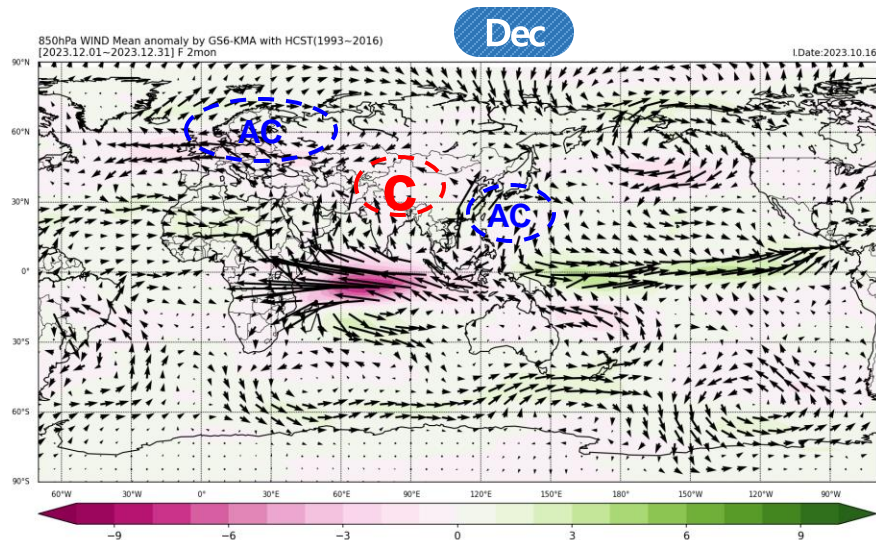 Dec
850hPa WIND Mean anomaly by GS6-KMA with HCST(1993~2016)
[2023.12.01~2023.12.31] F 2mon
I.Date:2023.10.16
90°N
60°N
30°N
0°
30°S
60°S
90°S
AC
C
AC
60°W 30°W 0° 30°E 60°E 90°E 120°E 150°E 180° 150°W 120°W 90°W
−9 −6 −3 0 3 6 9